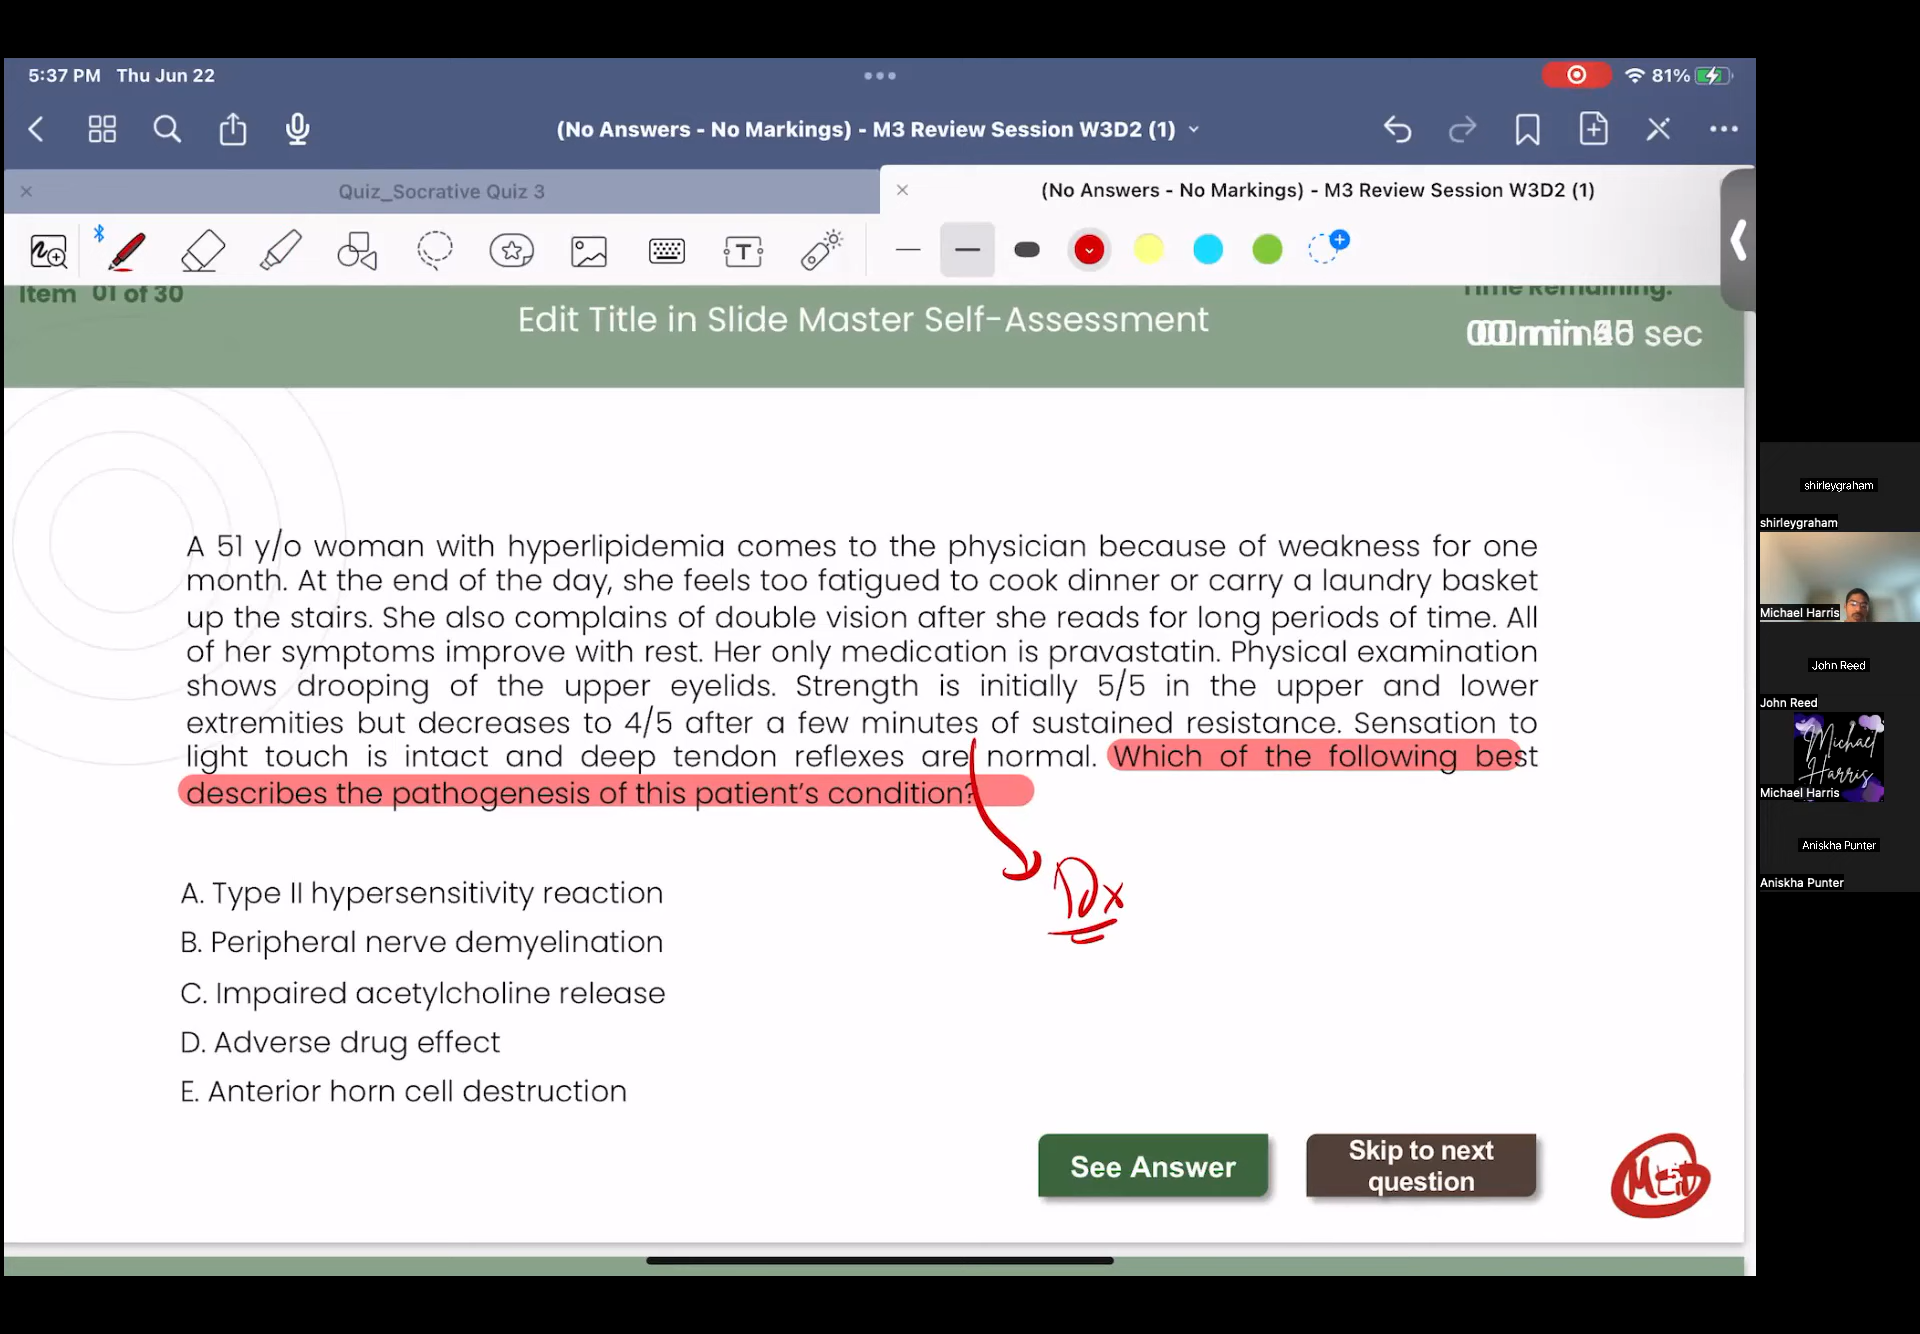 5:37 PM Thu Jun 22
81%
(No Answers - No Markings) - M3 Review Session W3D2 (1)
Quiz_Socrative Quiz 3
(No Answers - No Markings) - M3 Review Session W3D2 (1)
Item 01 of 30
Time Remaining:
Edit Title in Slide Master Self-Assessment
sec
A 51 y/o woman with hyperlipidemia comes to the physician because of weakness for one
month. At the end of the day, she feels too fatigued to cook dinner or carry a laundry basket
up the stairs. She also complains of double vision after she reads for long periods of time. All
of her symptoms improve with rest. Her only medication is pravastatin. Physical examination
shows drooping of the upper eyelids. Strength is initially 5/5 in the upper and lower
extremities but decreases to 4/5 after a few minutes of sustained resistance. Sensation to
light touch is intact and deep tendon reflexes are normal. Which of the following best
describes the pathogenesis of this patient's condition?
Dx
A. Type II hypersensitivity reaction
B. Peripheral nerve demyelination
C. Impaired acetylcholine release
D. Adverse drug effect
E. Anterior horn cell destruction
See Answer
Skip to next
question
shirleygraham
shirleygraham
Michael Harris
John Reed
John Reed
Michael
Harris
Michael Harris
Aniskha Punter
Aniskha Punter